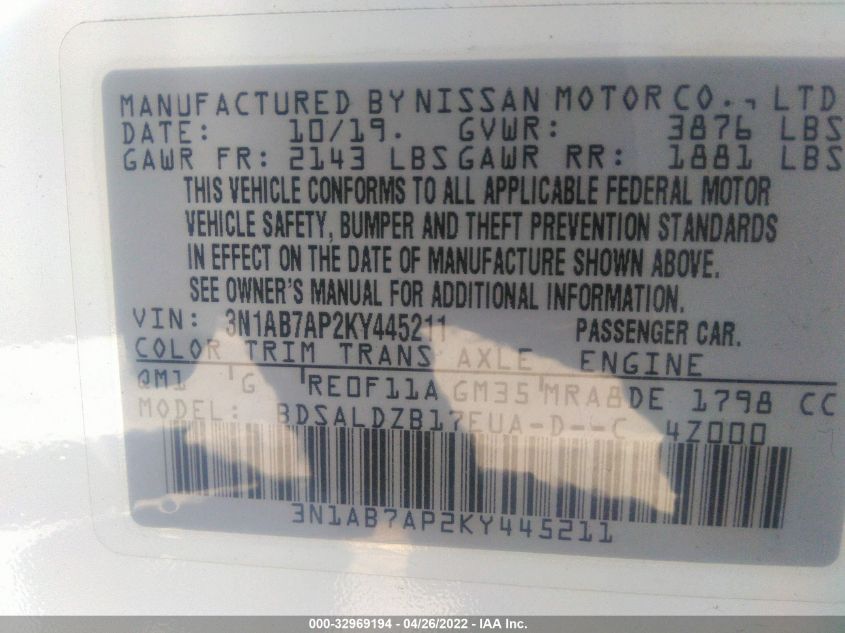 MANUFACTURED BY NISSAN MOTOR CO., LTD
DATE: 10/19. GVWR: 3876 LBS
GAWR FR: 2143 LBS GAWR RR: 1881 LBS
THIS VEHICLE CONFORMS TO ALL APPLICABLE FEDERAL MOTOR
VEHICLE SAFETY, BUMPER AND THEFT PREVENTION STANDARDS
IN EFFECT ON THE DATE OF MANUFACTURE SHOWN ABOVE.
SEE OWNER'S MANUAL FOR ADDITIONAL INFORMATION.
VIN: 3N1AB7AP2KY445211 PASSENGER CAR.
COLOR TRIM TRANS AXLE ENGINE
QM1 G RE0F11A GM35 MRA8DE 1798 CC
MODEL: BDSALDZB17EUA-D--C 4Z000
3N1AB7AP2KY445211
000-32969194 - 04/26/2022 - IAA Inc.